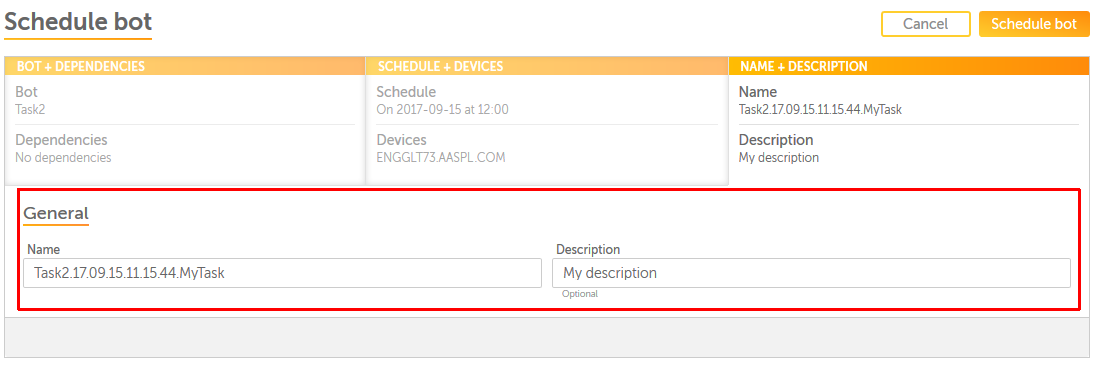 Schedule bot
Cancel
Schedule bot
BOT + DEPENDENCIES
SCHEDULE + DEVICES
NAME + DESCRIPTION
Bot
Task2
Dependencies
No dependencies
Schedule
On 2017-09-15 at 12:00
Devices
ENGGLT73.AASPL.COM
Name
Task2.17.09.15.11.15.44.MyTask
Description
My description
General
Name
Task2.17.09.15.11.15.44.MyTask
Description
My description
Optional